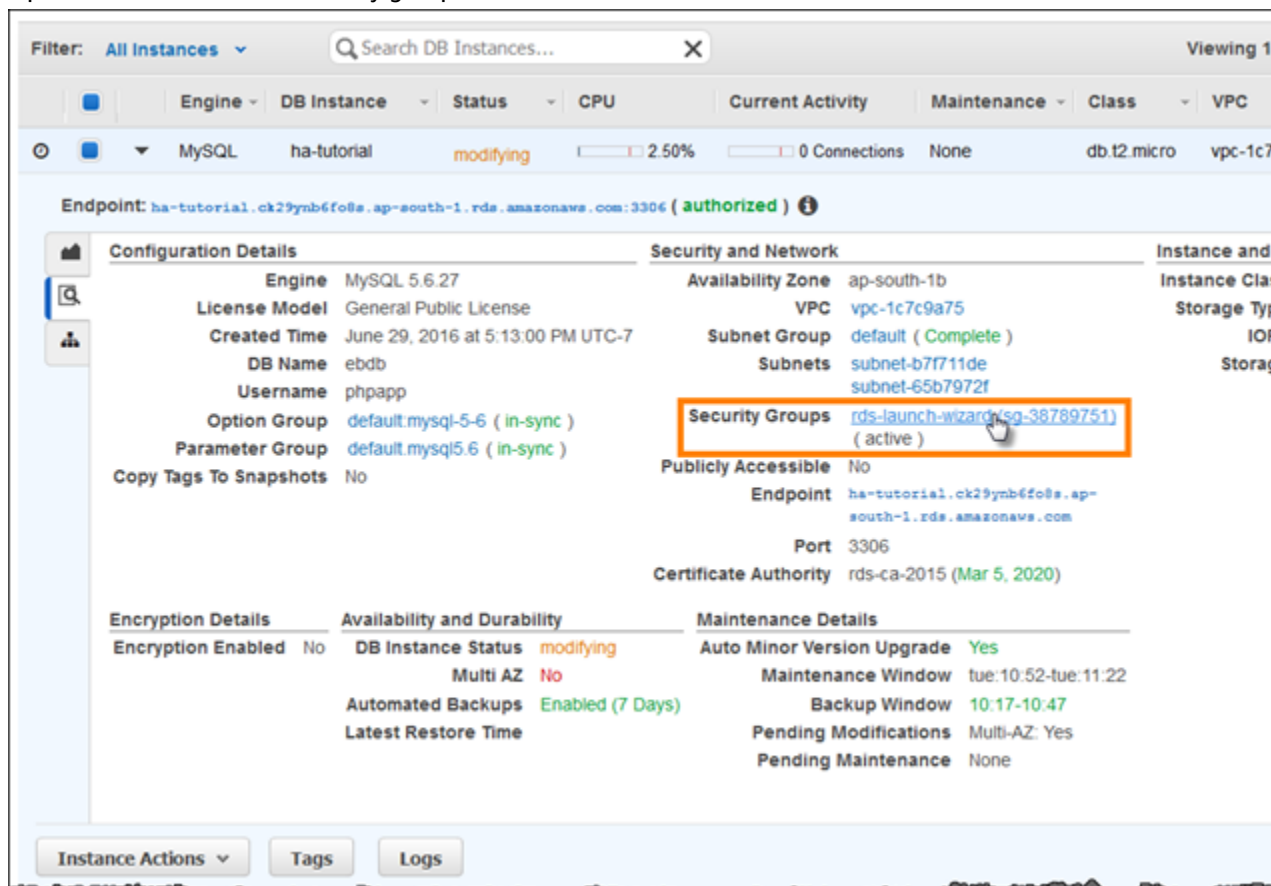 Filter: All Instances Search DB Instances... Viewing 1
Engine DB Instance Status CPU Current Activity Maintenance Class VPC
MySQL ha-tutorial modifying 2.50% 0 Connections None db.t2.micro vpc-1c7
Endpoint: ha-tutorial.ck29ynb6fo8s.ap-south-1.rds.amazonaws.com:3306 ( authorized )
Configuration Details
Engine MySQL 5.6.27
License Model General Public License
Created Time June 29, 2016 at 5:13:00 PM UTC-7
DB Name ebdb
Username phpapp
Option Group default:mysql-5-6 ( in-sync )
Parameter Group default.mysql5.6 ( in-sync )
Copy Tags To Snapshots No
Security and Network
Availability Zone ap-south-1b
VPC vpc-1c7c9a75
Subnet Group default ( Complete )
Subnets subnet-b7f711de
subnet-65b7972f
Security Groups rds-launch-wizard (sg-38789751)
( active )
Publicly Accessible No
Endpoint ha-tutorial.ck29ynb6fo8s.ap-
south-1.rds.amazonaws.com
Port 3306
Certificate Authority rds-ca-2015 (Mar 5, 2020)
Instance and
Instance Clas
Storage Typ
IOP
Storag
Encryption Details
Encryption Enabled No
Availability and Durability
DB Instance Status modifying
Multi AZ No
Automated Backups Enabled (7 Days)
Latest Restore Time
Maintenance Details
Auto Minor Version Upgrade Yes
Maintenance Window tue:10:52-tue:11:22
Backup Window 10:17-10:47
Pending Modifications Multi-AZ: Yes
Pending Maintenance None
Instance Actions Tags Logs